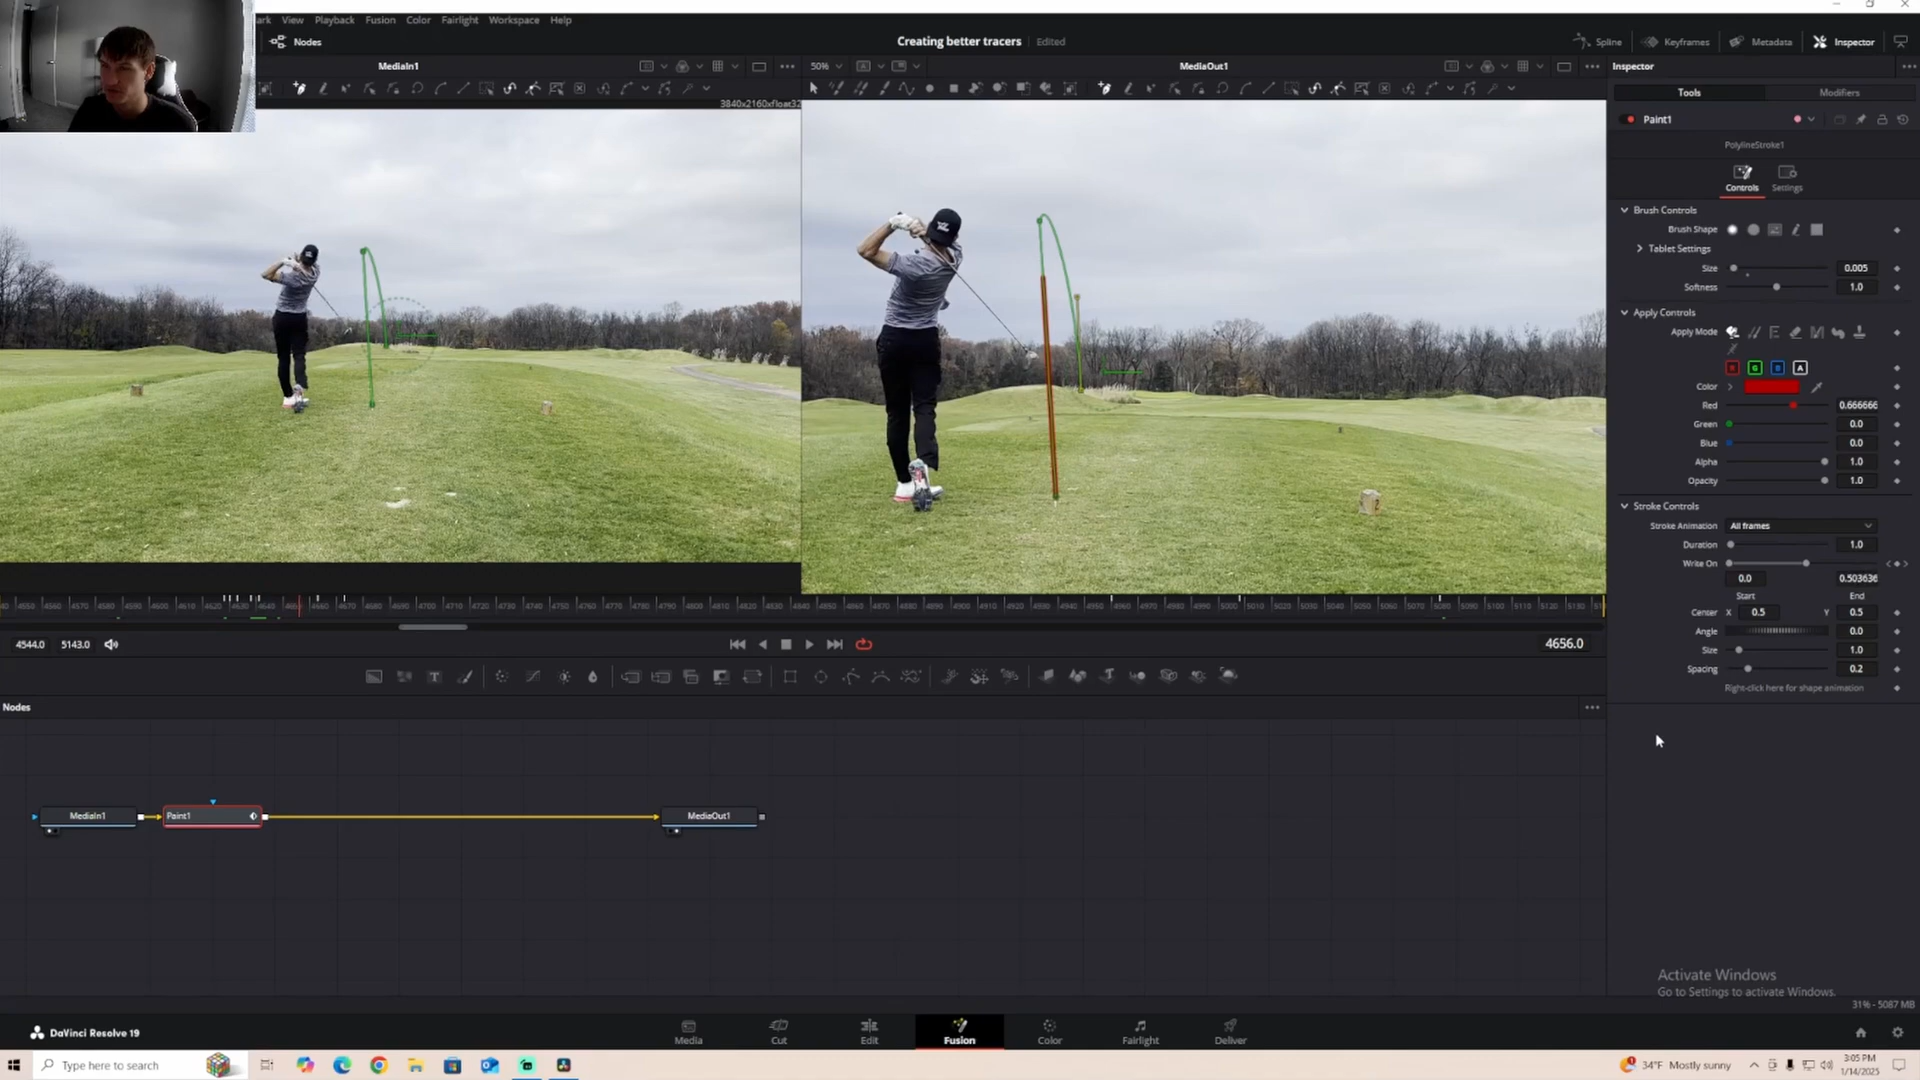 View Playback Fusion Color Fairlight Workspace Help
Nodes
Creating better tracers Edited
Spline Keyframes Metadata Inspector
MediaIn1
50%
MediaOut1
Inspector
3840x2160xfloat32
Tools Modifiers
Paint1
PolylineStroke1
Controls Settings
Brush Controls
Brush Shape
Tablet Settings
Size 0.005
Softness 1.0
Apply Controls
Apply Mode
G A
Color
Red 0.666666
Green 0.0
Blue 0.0
Alpha 1.0
Opacity 1.0
Stroke Controls
Stroke Animation All frames
Duration 1.0
Write On
0.0 0.503636
Start End
Center X 0.5 Y 0.5
Angle 0.0
Size 1.0
Spacing 0.2
Right-click here for shape animation
4544.0 5143.0
4656.0
Nodes
MediaIn1 Paint1 MediaOut1
Activate Windows
Go to Settings to activate Windows.
31% - 5087 MB
DaVinci Resolve 19
Media Cut Edit Fusion Color Fairlight Deliver
Type here to search
34°F Mostly sunny
3:05 PM
1/14/2025